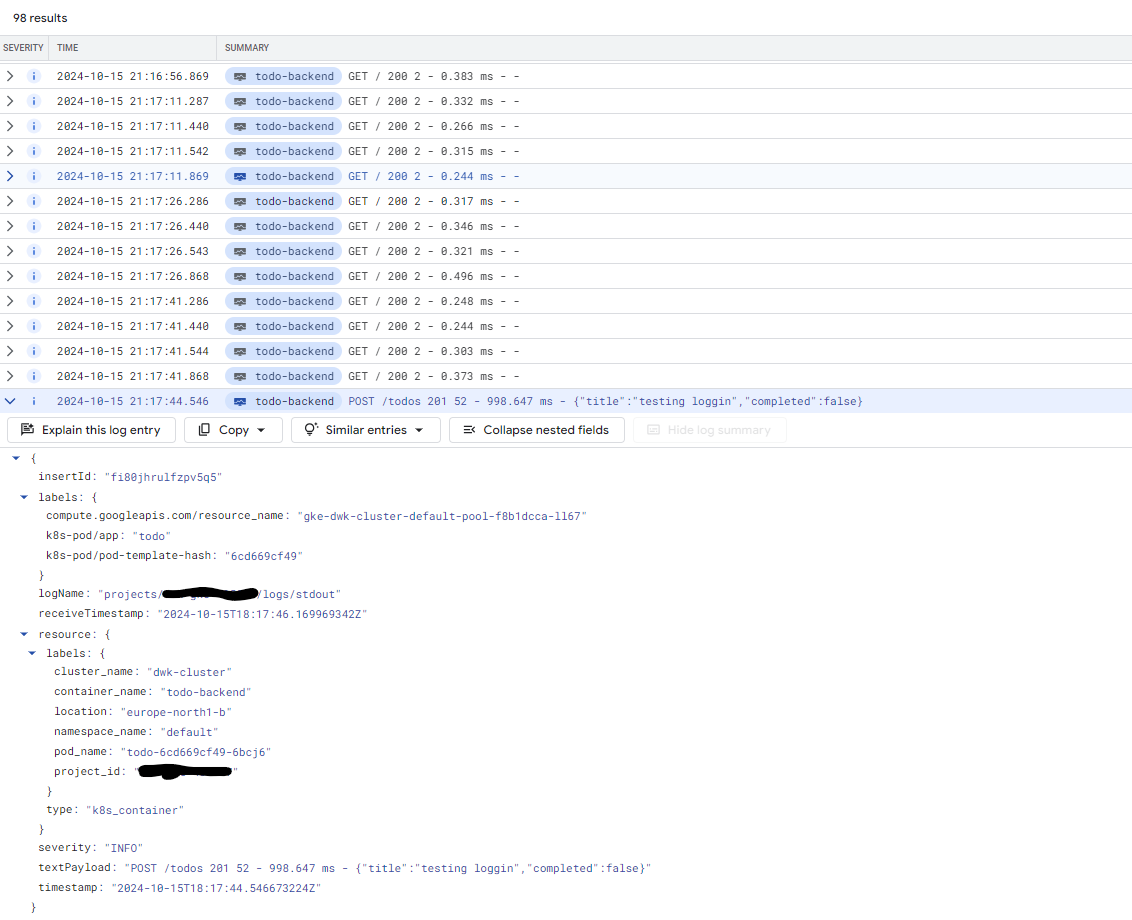 98 results
SEVERITY TIME SUMMARY
i 2024-10-15 21:16:56.869 todo-backend GET / 200 2 - 0.383 ms - -
i 2024-10-15 21:17:11.287 todo-backend GET / 200 2 - 0.332 ms - -
i 2024-10-15 21:17:11.440 todo-backend GET / 200 2 - 0.266 ms - -
i 2024-10-15 21:17:11.542 todo-backend GET / 200 2 - 0.315 ms - -
i 2024-10-15 21:17:11.869 todo-backend GET / 200 2 - 0.244 ms - -
i 2024-10-15 21:17:26.286 todo-backend GET / 200 2 - 0.317 ms - -
i 2024-10-15 21:17:26.440 todo-backend GET / 200 2 - 0.346 ms - -
i 2024-10-15 21:17:26.543 todo-backend GET / 200 2 - 0.321 ms - -
i 2024-10-15 21:17:26.868 todo-backend GET / 200 2 - 0.496 ms - -
i 2024-10-15 21:17:41.286 todo-backend GET / 200 2 - 0.248 ms - -
i 2024-10-15 21:17:41.440 todo-backend GET / 200 2 - 0.244 ms - -
i 2024-10-15 21:17:41.544 todo-backend GET / 200 2 - 0.303 ms - -
i 2024-10-15 21:17:41.868 todo-backend GET / 200 2 - 0.373 ms - -
i 2024-10-15 21:17:44.546 todo-backend POST /todos 201 52 - 998.647 ms - {"title":"testing loggin","completed":false}
Explain this log entry Copy Similar entries Collapse nested fields Hide log summary
{
insertId: "fi80jhrulfzpv5q5"
labels: {
compute.googleapis.com/resource_name: "gke-dwk-cluster-default-pool-f8b1dcca-ll67"
k8s-pod/app: "todo"
k8s-pod/pod-template-hash: "6cd669cf49"
}
logName: "projects/ /logs/stdout"
receiveTimestamp: "2024-10-15T18:17:46.169969342Z"
resource: {
labels: {
cluster_name: "dwk-cluster"
container_name: "todo-backend"
location: "europe-north1-b"
namespace_name: "default"
pod_name: "todo-6cd669cf49-6bcj6"
project_id: " "
}
type: "k8s_container"
}
severity: "INFO"
textPayload: "POST /todos 201 52 - 998.647 ms - {"title":"testing loggin","completed":false}"
timestamp: "2024-10-15T18:17:44.546673224Z"
}